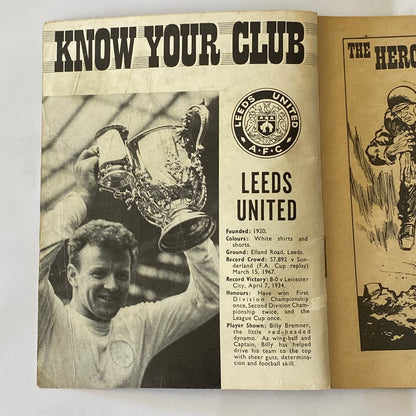 KNOW YOUR CLUB
LEEDS UNITED
A·F·C
LEEDS
UNITED
Founded: 1920.
Colours: White shirts and
shorts.
Ground: Elland Road, Leeds.
Record Crowd: 57,892 v Sun-
derland (F.A. Cup replay)
March 15, 1967.
Record Victory: 8-0 v Leicester
City, April 7, 1934.
Honours: Have won First
Division Championship
once, Second Division Cham-
pionship twice, and the
League Cup once.
Player Shown: Billy Bremner,
the little red-headed
dynamo. As wing-half and
Captain, Billy has helped
drive his team to the top
with sheer guts, determination
and football skill.
THE HERO